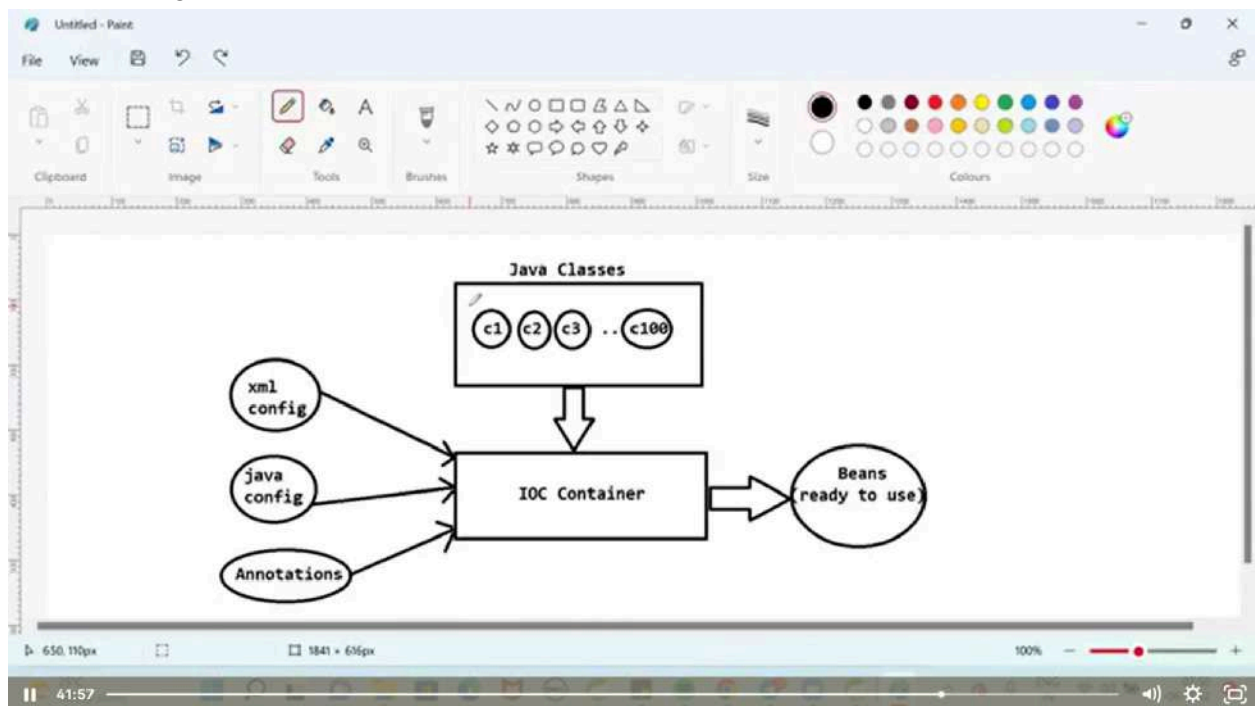 Untitled - Paint
File View
Clipboard
Image
Tools
Brushes
Shapes
Size
Colours
Java Classes
c1 c2 c3 .. c100
xml
config
java
config
Annotations
IOC Container
Beans
(ready to use)
650, 110px
1841 × 616px
100%
41:57